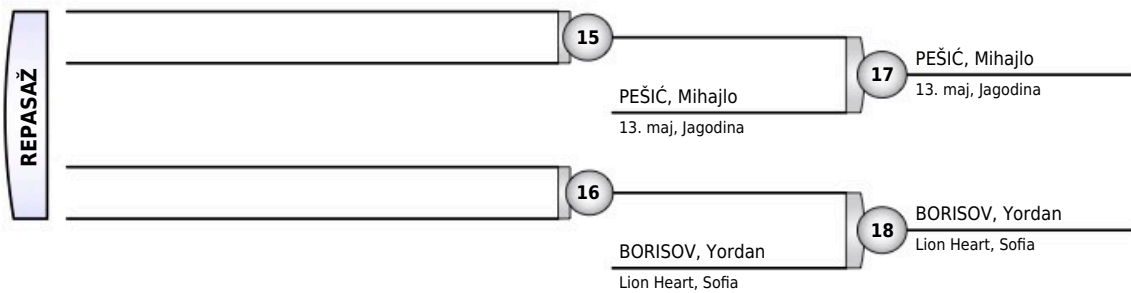 REPASAŽ
15
17
PEŠIĆ, Mihajlo
13. maj, Jagodina
PEŠIĆ, Mihajlo
13. maj, Jagodina
16
18
BORISOV, Yordan
Lion Heart, Sofia
BORISOV, Yordan
Lion Heart, Sofia